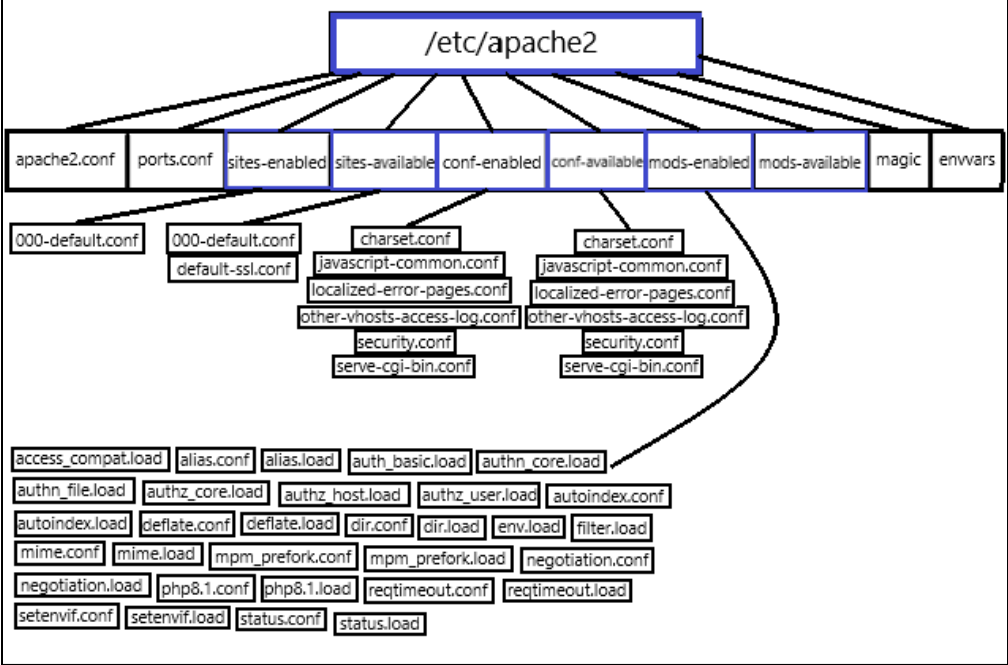 /etc/apache2
apache2.conf ports.conf sites-enabled sites-available conf-enabled conf-available mods-enabled mods-available magic envvars
000-default.conf 000-default.conf charset.conf charset.conf
default-ssl.conf javascript-common.conf javascript-common.conf
localized-error-pages.conf localized-error-pages.conf
other-vhosts-access-log.conf other-vhosts-access-log.conf
security.conf security.conf
serve-cgi-bin.conf serve-cgi-bin.conf
access_compat.load alias.conf alias.load auth_basic.load authn_core.load
authn_file.load authz_core.load authz_host.load authz_user.load autoindex.conf
autoindex.load deflate.conf deflate.load dir.conf dir.load env.load filter.load
mime.conf mime.load mpm_prefork.conf mpm_prefork.load negotiation.conf
negotiation.load php8.1.conf php8.1.load reqtimeout.conf reqtimeout.load
setenvif.conf setenvif.load status.conf status.load